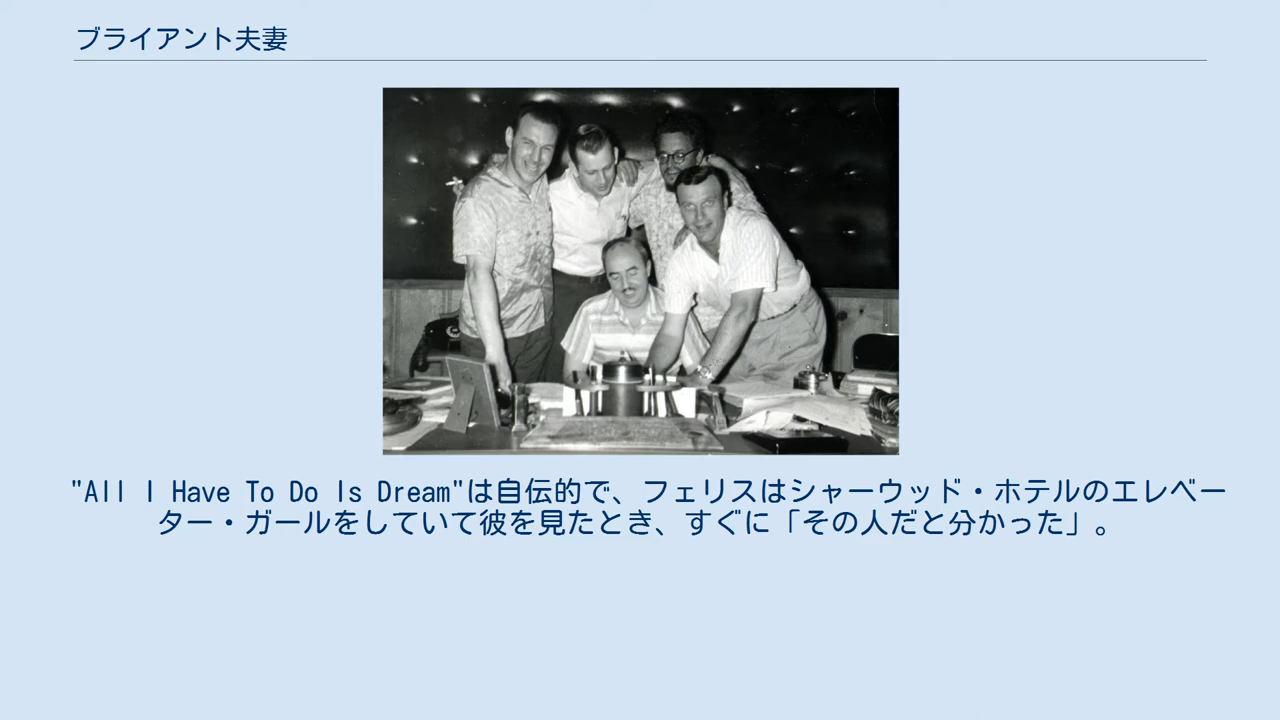 ブライアント夫妻
"All I Have To Do Is Dream"は自伝的で、フェリスはシャーウッド・ホテルのエレベー
ター・ガールをしていて彼を見たとき、すぐに「その人だと分かった」。